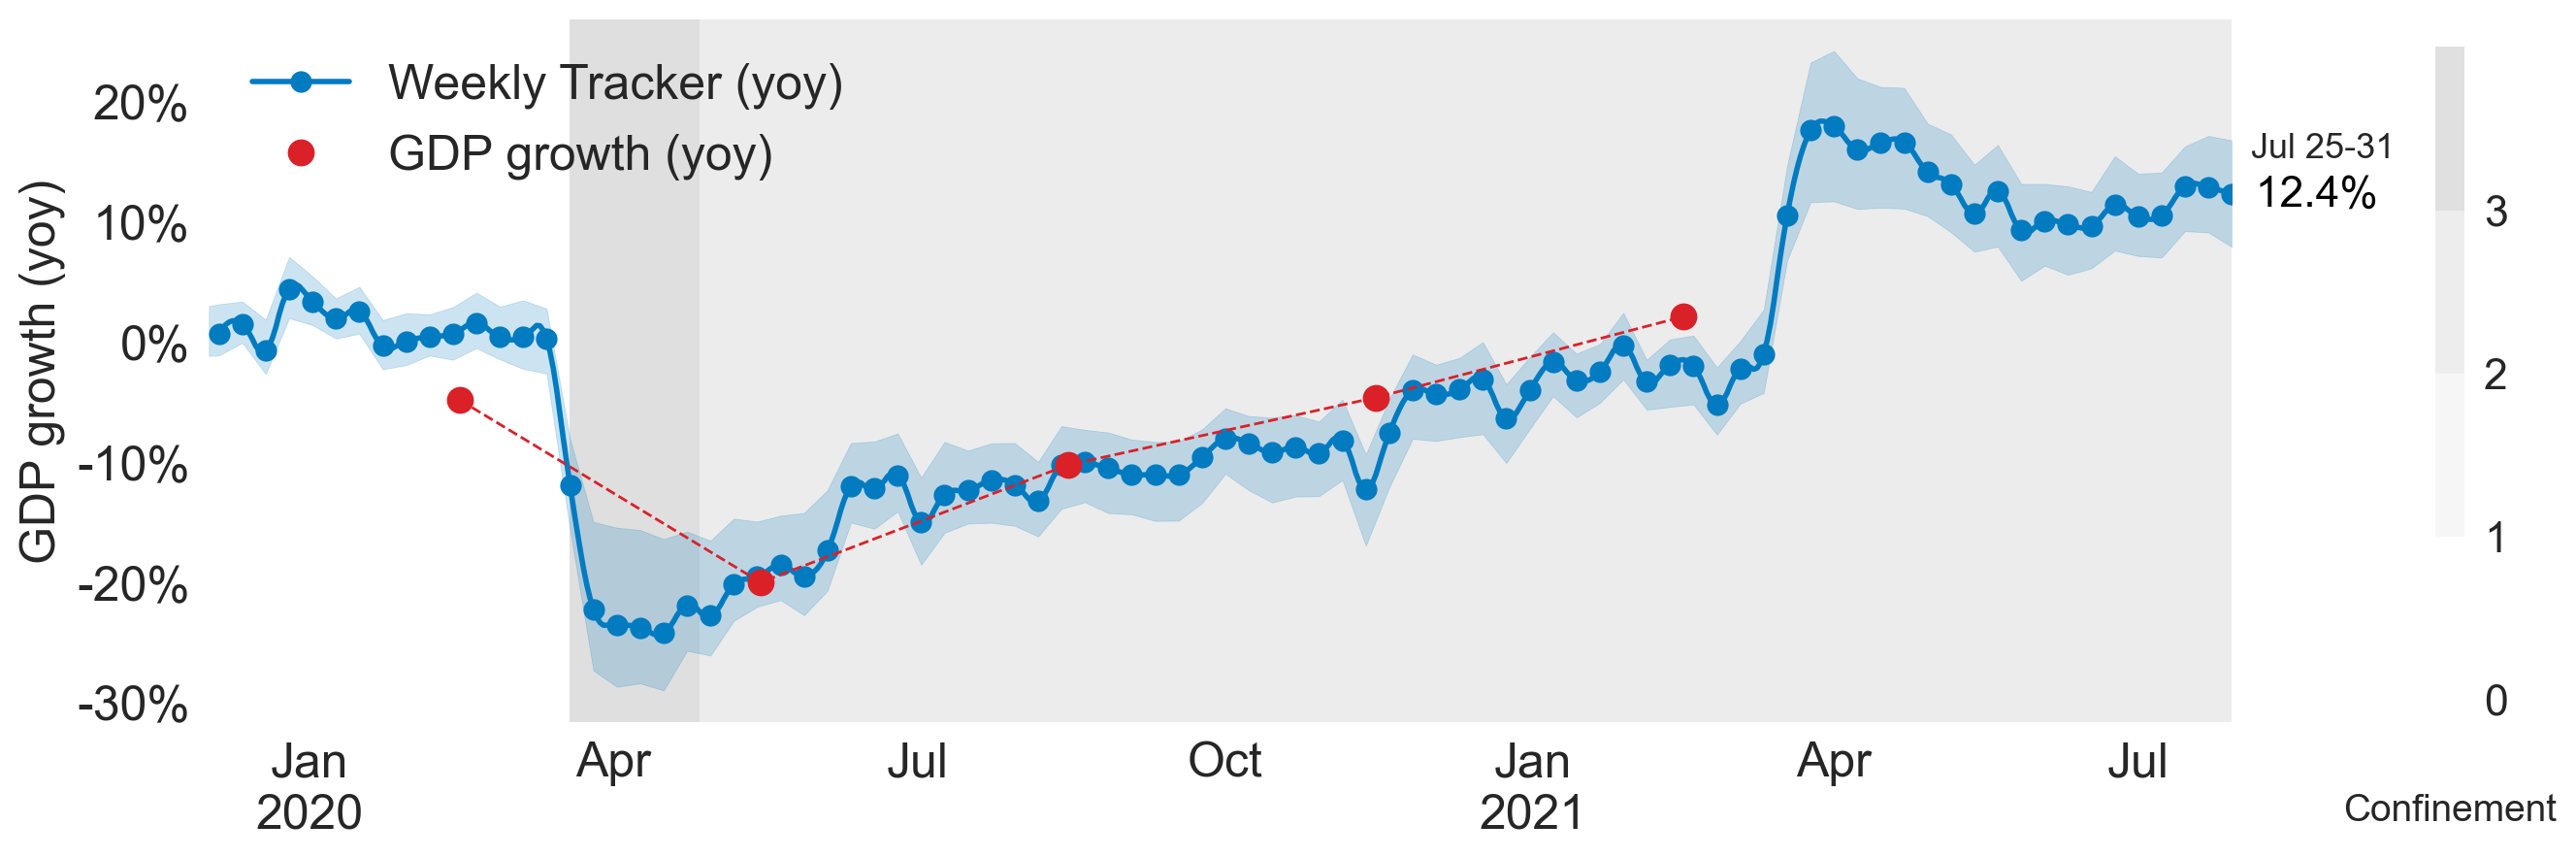 Weekly Tracker (yoy)
GDP growth (yoy)
GDP growth (yoy)
20%
10%
0%
-10%
-20%
-30%
Jan
2020
Apr
Jul
Oct
Jan
2021
Apr
Jul
Jul 25-31
12.4%
3
2
1
0
Confinement